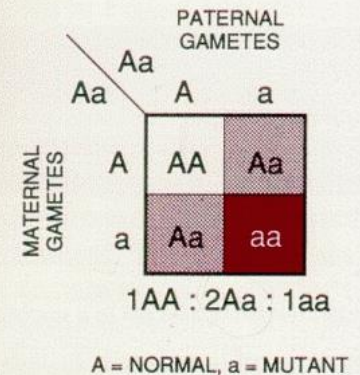 PATERNAL
GAMETES
Aa
Aa
A a
MATERNAL
GAMETES
A AA Aa
a Aa aa
1AA : 2Aa : 1aa
A = NORMAL, a = MUTANT